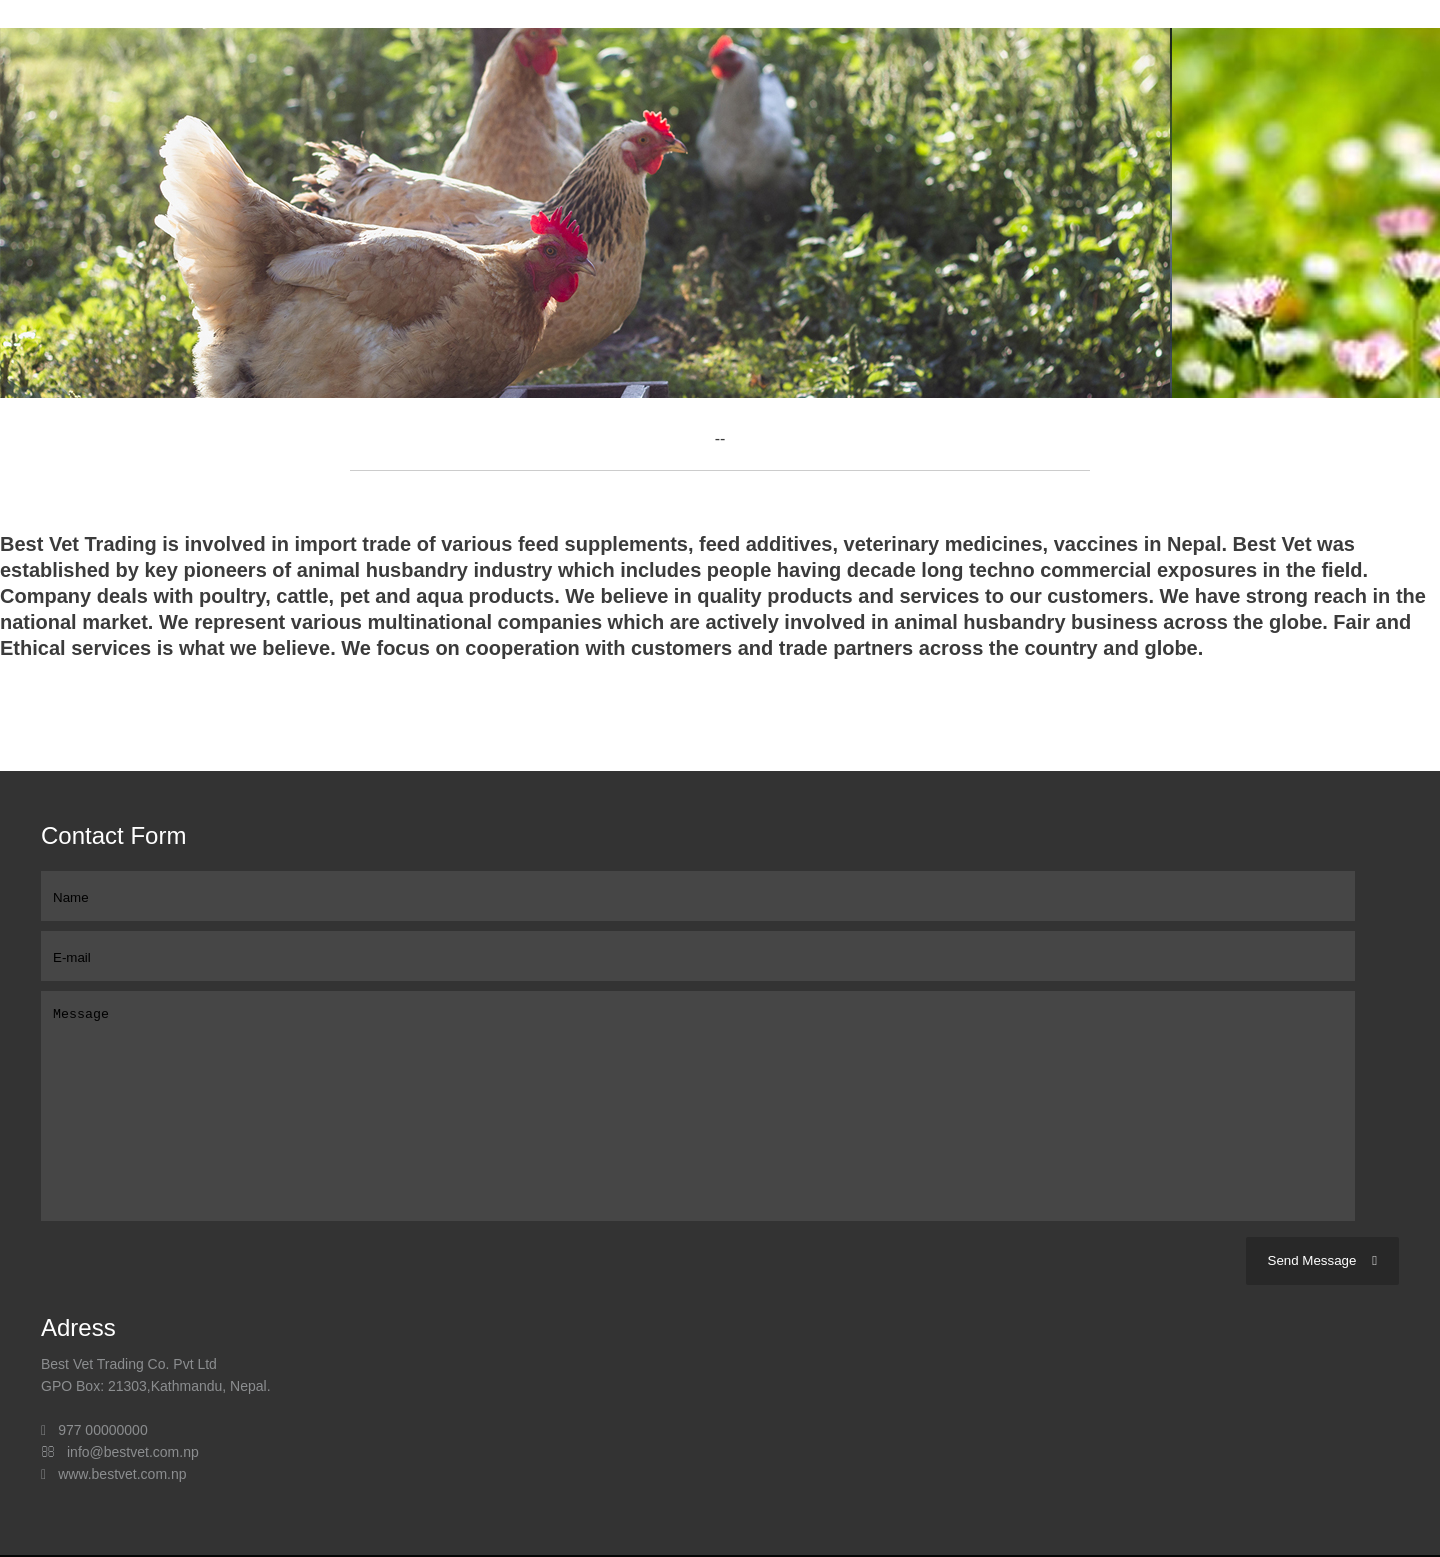 --
Best Vet Trading is involved in import trade of various feed supplements, feed additives, veterinary medicines, vaccines in Nepal. Best Vet was
established by key pioneers of animal husbandry industry which includes people having decade long techno commercial exposures in the field.
Company deals with poultry, cattle, pet and aqua products. We believe in quality products and services to our customers. We have strong reach in the
national market. We represent various multinational companies which are actively involved in animal husbandry business across the globe. Fair and
Ethical services is what we believe. We focus on cooperation with customers and trade partners across the country and globe.
Contact Form
Name
E-mail
Message
Send Message
Adress
Best Vet Trading Co. Pvt Ltd
GPO Box: 21303,Kathmandu, Nepal.
977 00000000
info@bestvet.com.np
www.bestvet.com.np